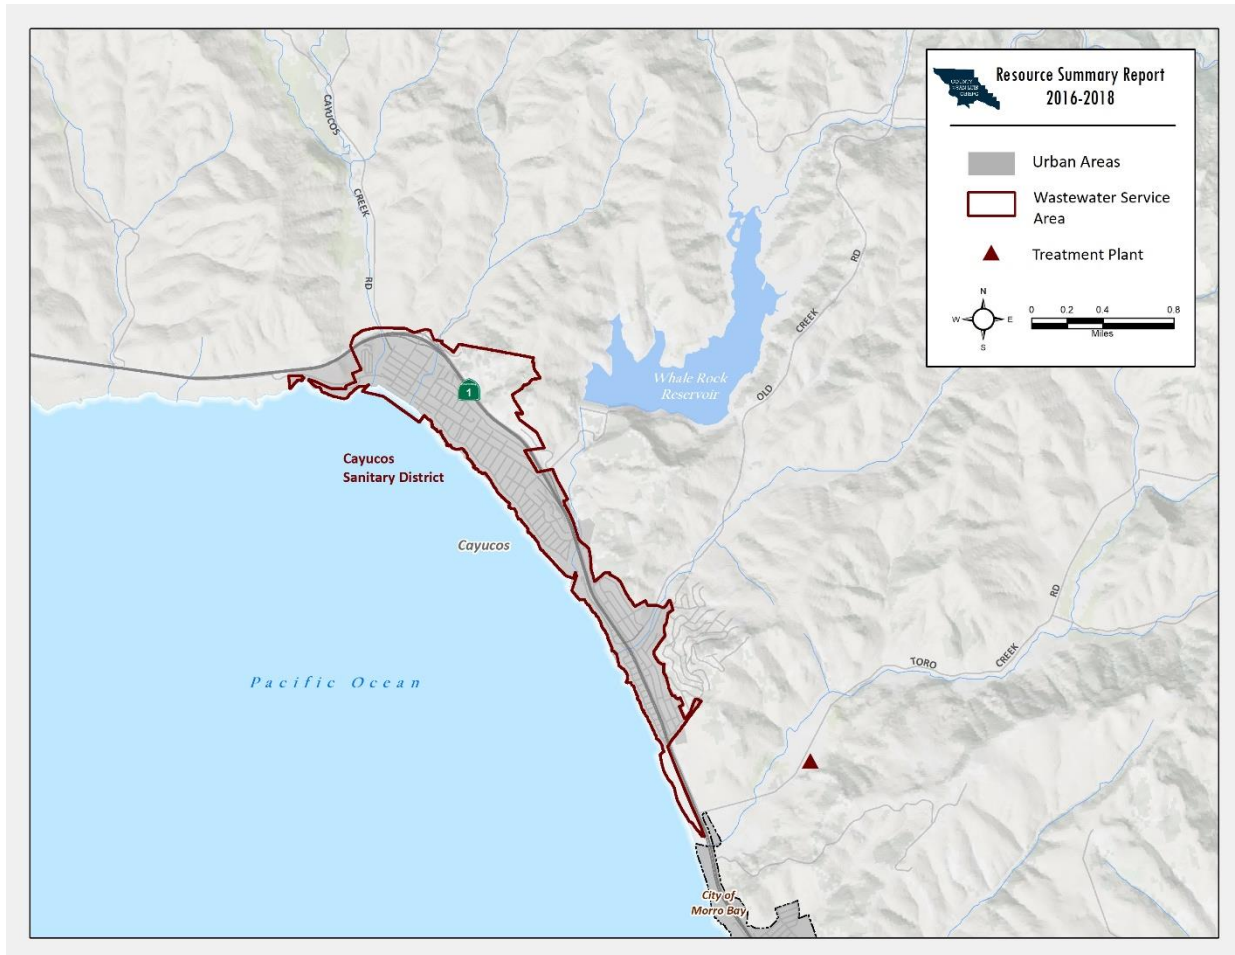 Resource Summary Report
2016-2018
Urban Areas
Wastewater Service
Area
Treatment Plant
N
W
E
S
0
0.2
0.4
0.8
Miles
CAYUCOS
CREEK
RD
1
Whale Rock
Reservoir
OLD
CREEK
RD
Cayucos
Sanitary District
Cayucos
Pacific Ocean
TORO
CREEK
RD
City of
Morro Bay